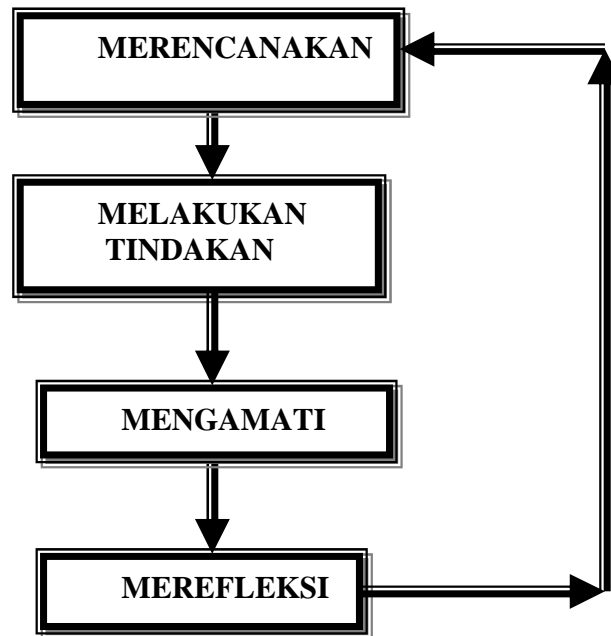 MERENCANAKAN
MELAKUKAN
TINDAKAN
MENGAMATI
MEREFLEKSI